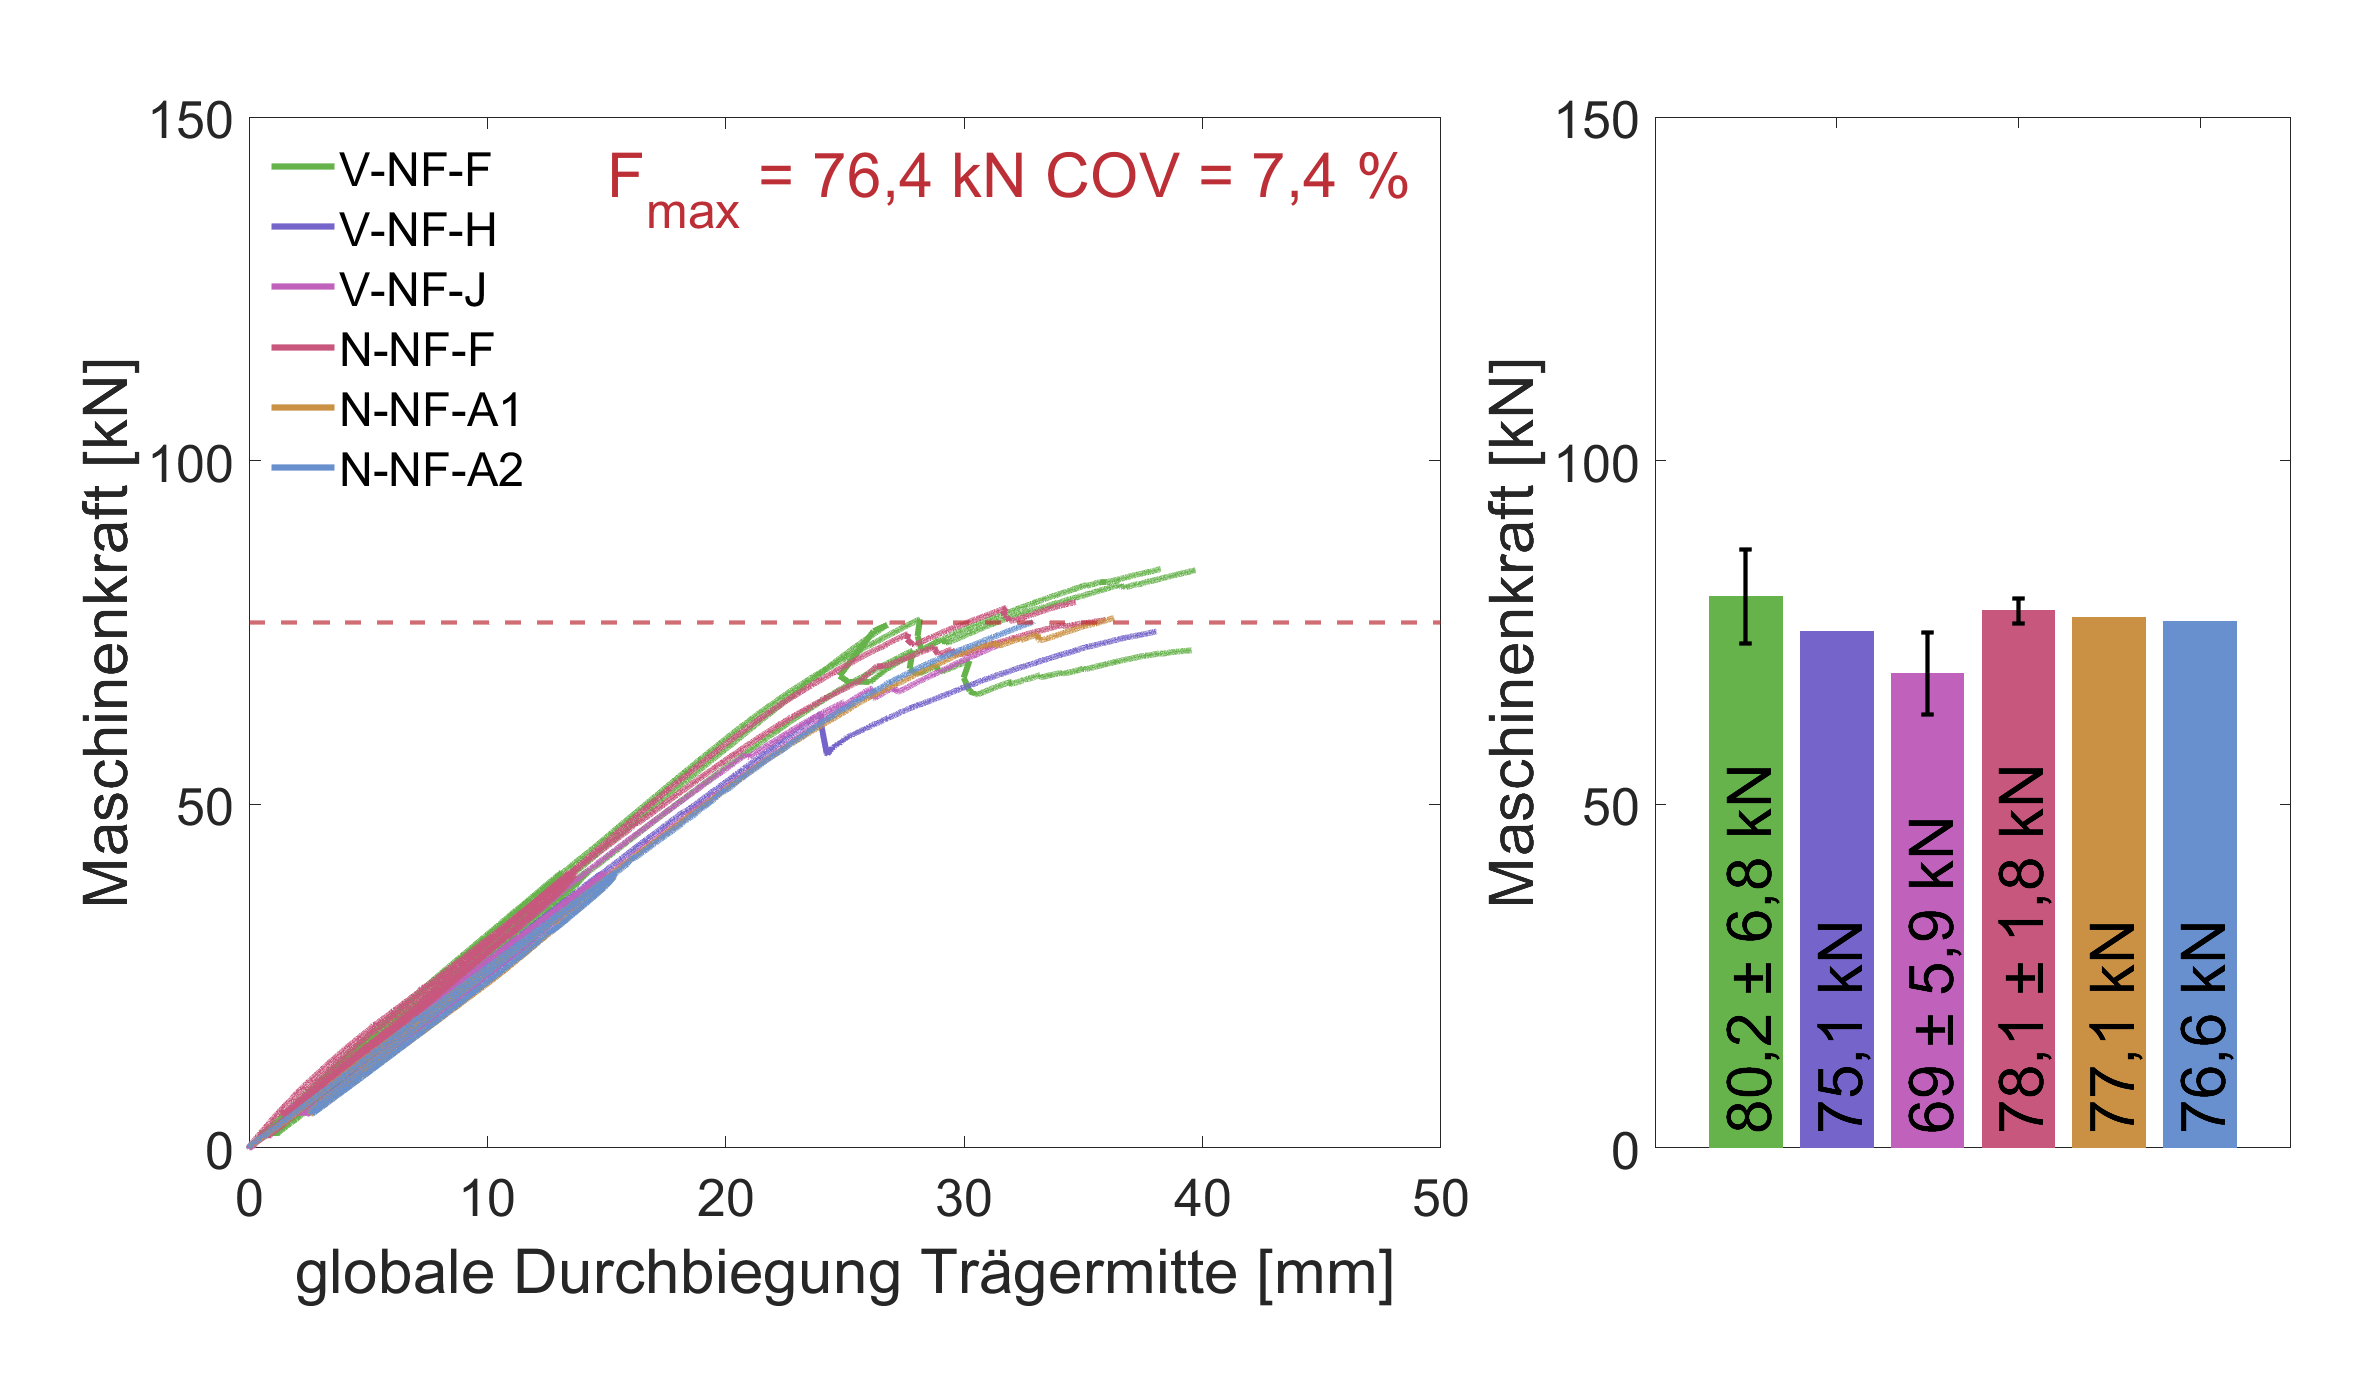 150
100
50
0
Maschinenkraft [kN]
V-NF-F
V-NF-H
V-NF-J
N-NF-F
N-NF-A1
N-NF-A2
Fmax = 76,4 kN COV = 7,4 %
0 10 20 30 40 50
globale Durchbiegung Trägermitte [mm]
150
100
50
0
Maschinenkraft [kN]
80,2 ± 6,8 kN
75,1 kN
69 ± 5,9 kN
78,1 ± 1,8 kN
77,1 kN
76,6 kN